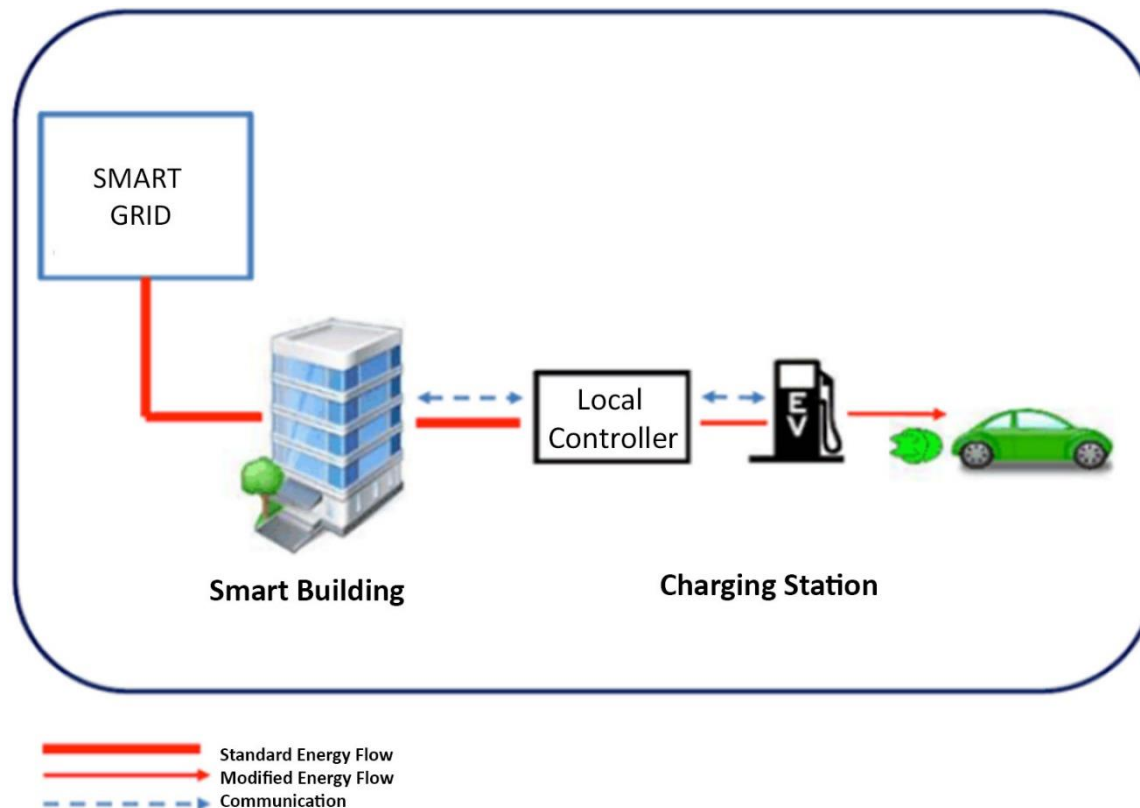 SMART
GRID
Local
Controller
EV
Smart Building
Charging Station
Standard Energy Flow
Modified Energy Flow
Communication